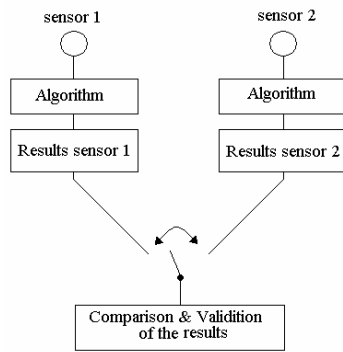 sensor 1
sensor 2
Algorithm
Algorithm
Results sensor 1
Results sensor 2
Comparison & Validition
of the results